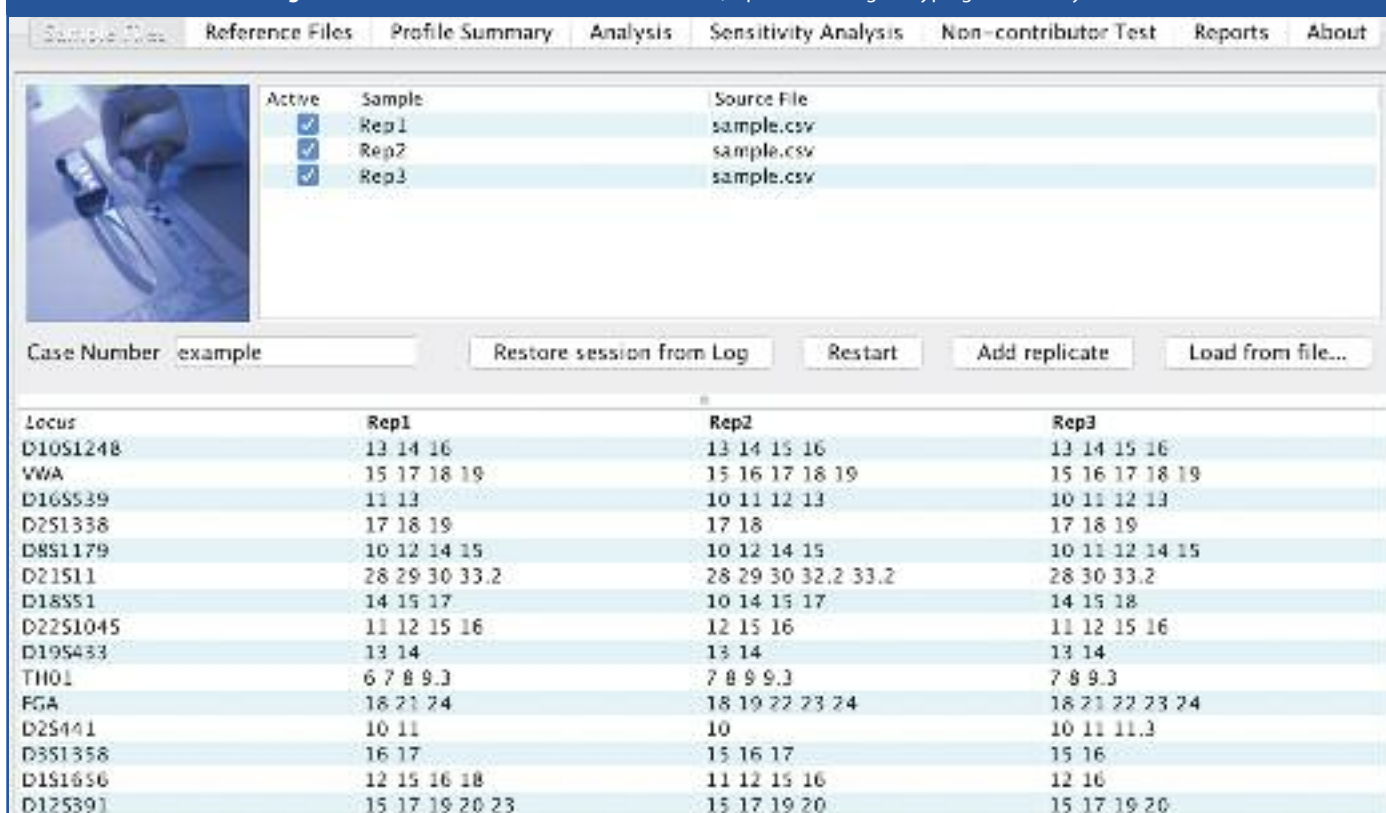 Reference Files Profile Summary Analysis Sensitivity Analysis Non-contributor Test Reports About
Active Sample Source File
Rep1 sample.csv
Rep2 sample.csv
Rep3 sample.csv
Case Number example Restore session from Log Restart Add replicate Load from file...
Locus Rep1 Rep2 Rep3
D10S1248 13 14 16 13 14 15 16 13 14 15 16
VWA 15 17 18 19 15 16 17 18 19 15 16 17 18 19
D16S539 11 13 10 11 12 13 10 11 12 13
D2S1338 17 18 19 17 18 17 18 19
D8S1179 10 12 14 15 10 12 14 15 10 11 12 14 15
D21S11 28 29 30 33.2 28 29 30 32.2 33.2 28 30 33.2
D18S51 14 15 17 10 14 15 17 14 15 18
D22S1045 11 12 15 16 12 15 16 11 12 15 16
D19S433 13 14 13 14 13 14
TH01 6 7 8 9.3 7 8 9 9.3 7 8 9.3
FGA 18 21 24 18 19 22 23 24 18 21 22 23 24
D2S441 10 11 10 10 11 11.3
D3S1358 16 17 15 16 17 15 16
D1S1656 12 15 16 18 11 12 15 16 12 16
D12S391 15 17 19 20 23 15 17 19 20 15 17 19 20